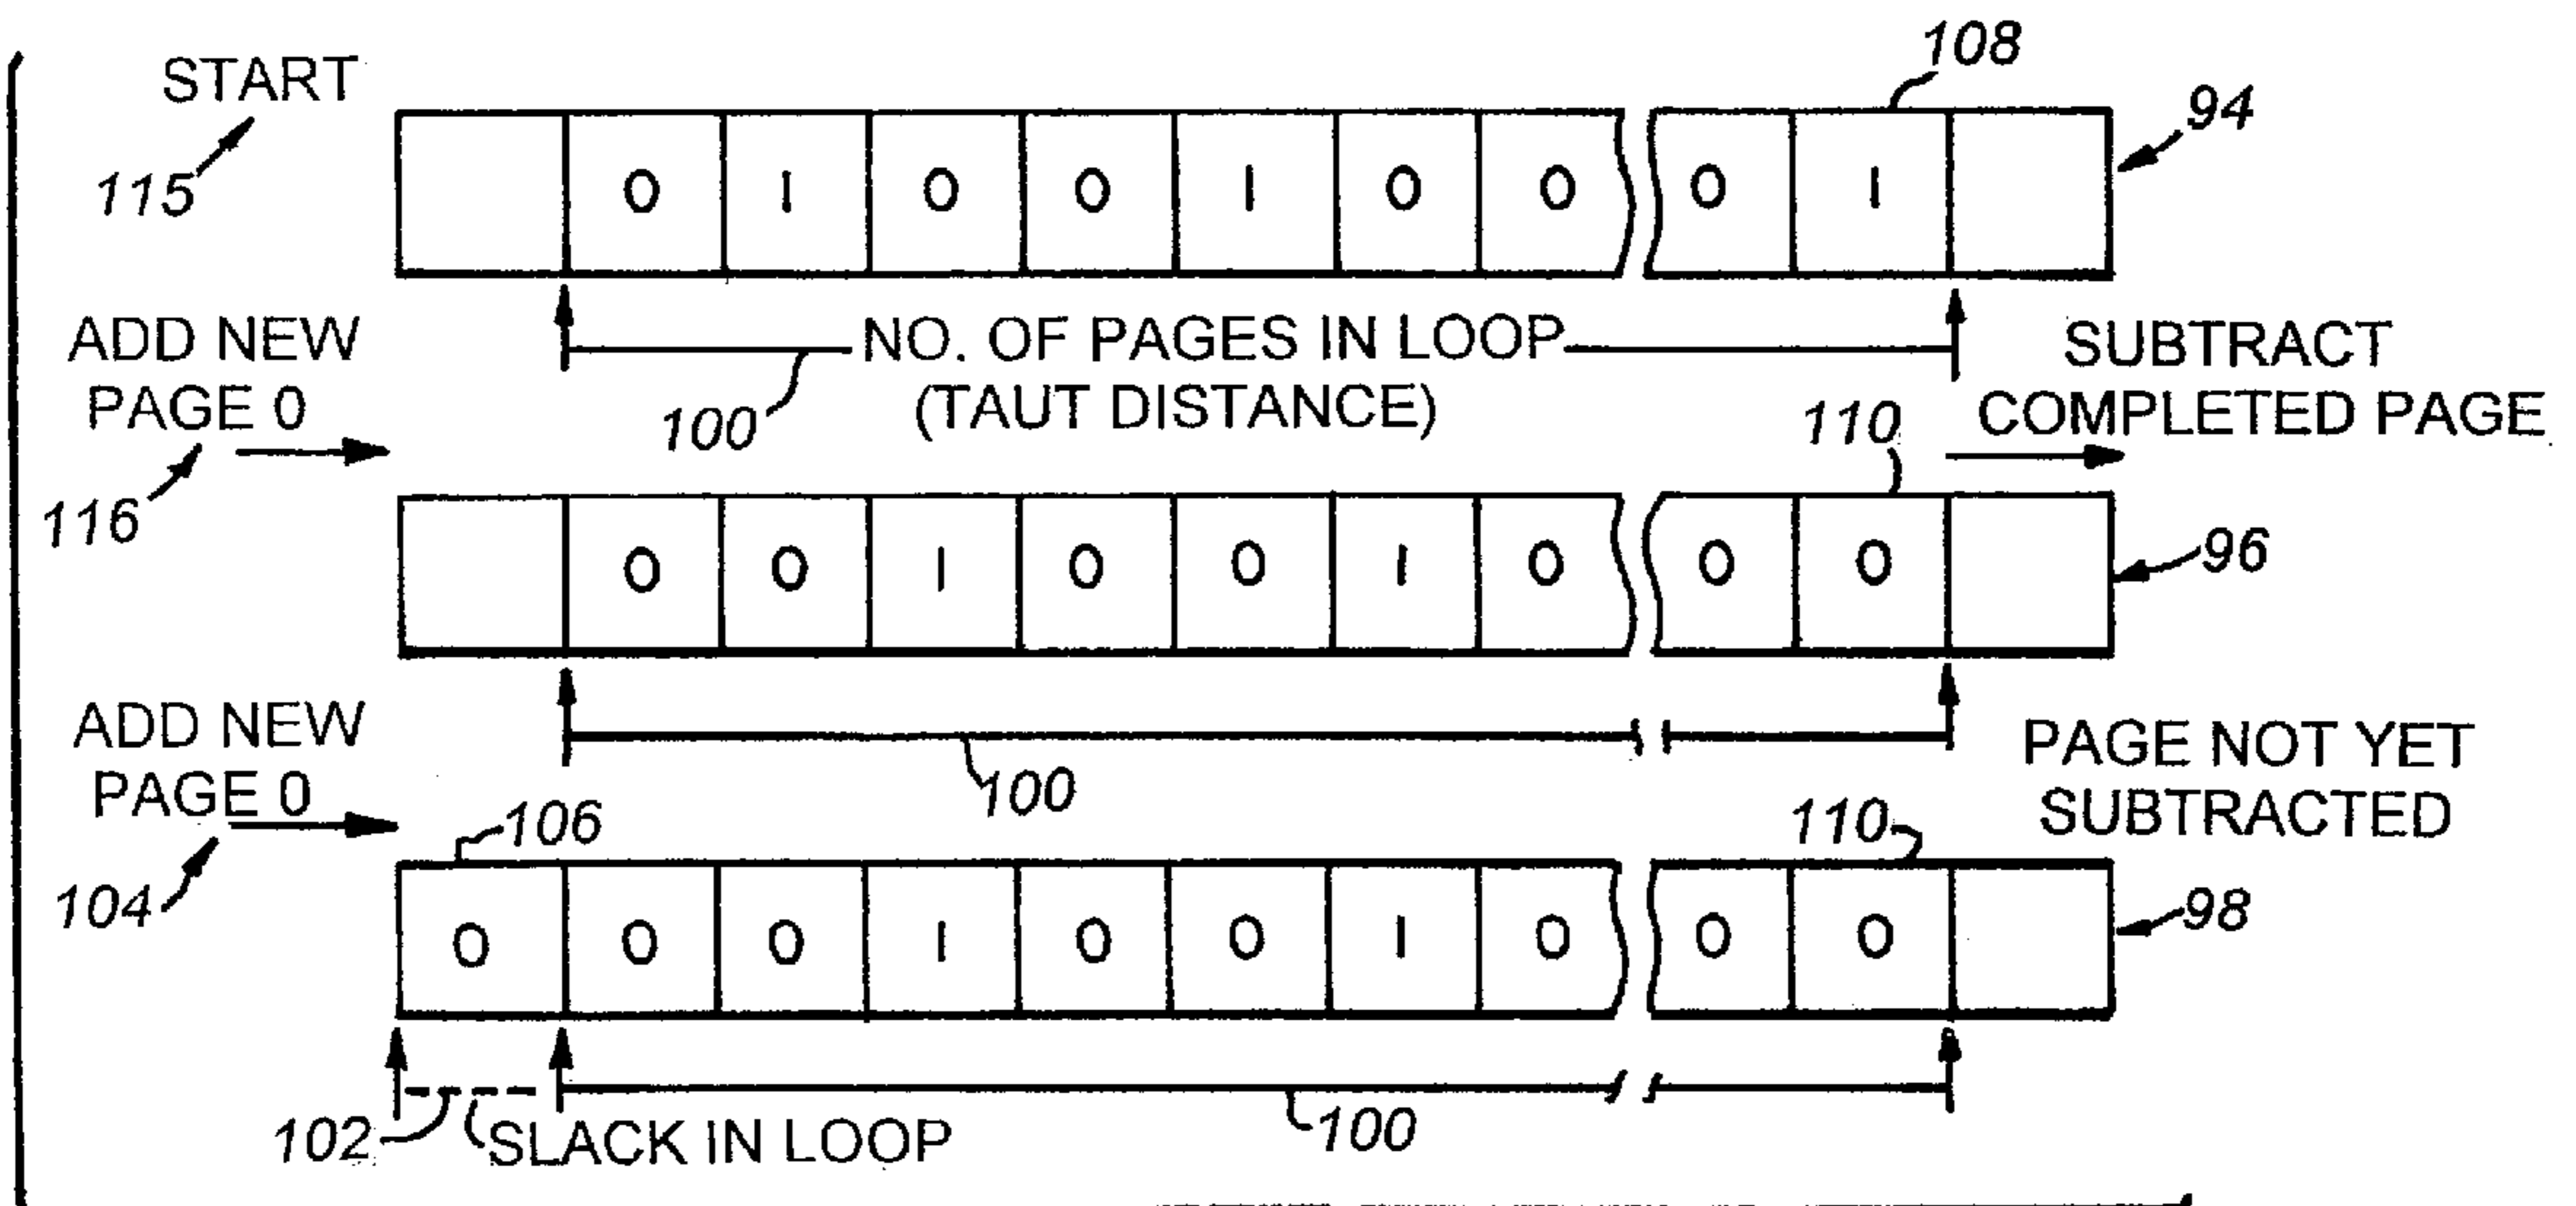 108
START
94
115
0 1 0 0 1 0 0 0 1
ADD NEW
PAGE 0
NO. OF PAGES IN LOOP
(TAUT DISTANCE)
100
SUBTRACT
COMPLETED PAGE
110
116
0 0 1 0 0 1 0 0 0
96
ADD NEW
PAGE 0
100
PAGE NOT YET
SUBTRACTED
106
110
104
0 0 0 1 0 0 1 0 0 0
98
102
SLACK IN LOOP
100